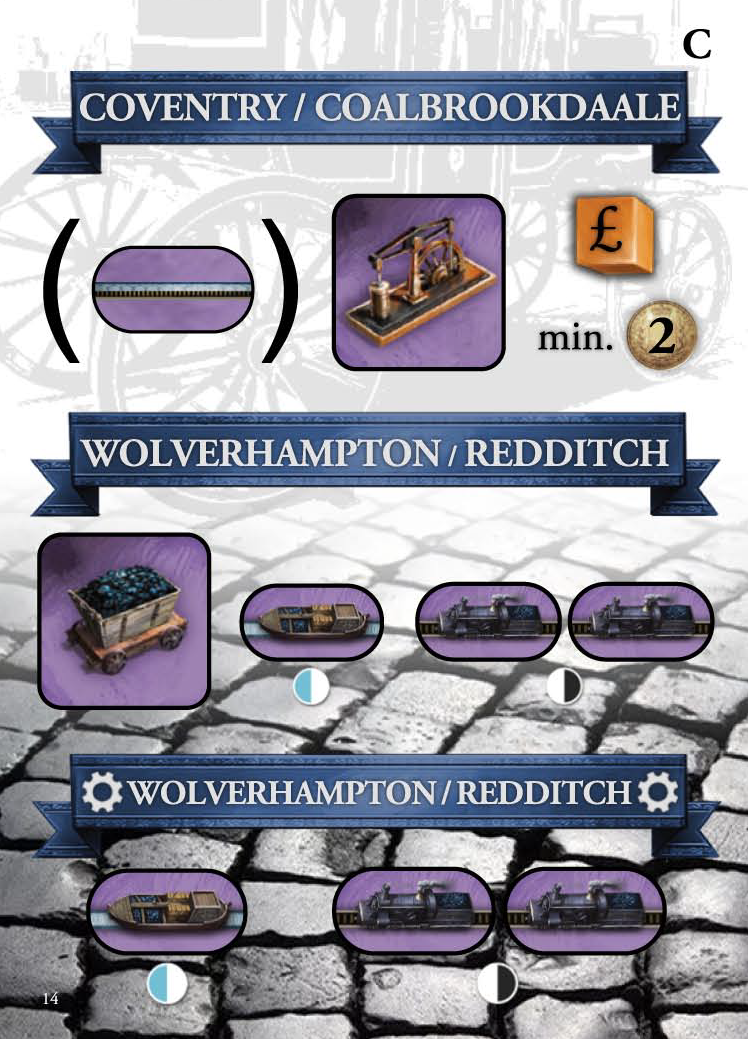 C
COVENTRY / COALBROOKDAALE
£
min. 2
WOLVERHAMPTON / REDDITCH
WOLVERHAMPTON / REDDITCH
14